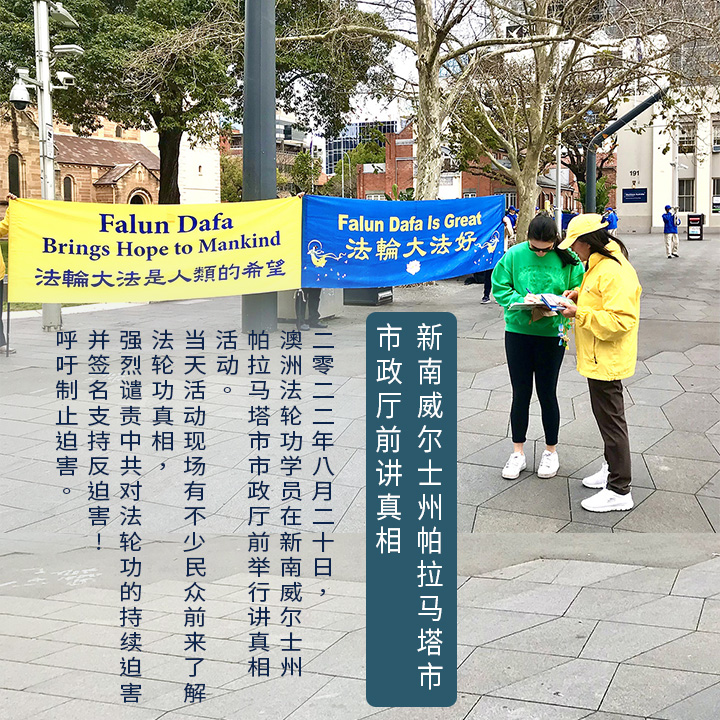 Falun Dafa
Brings Hope to Mankind
法輪大法是人類的希望
Falun Dafa Is Great
法輪大法好
191
新南威尔士州帕拉马塔市
市政厅前讲真相
二零二二年八月二十日，
澳洲法轮功学员在新南威尔士州
帕拉马塔市市政厅前举行讲真相
活动。
当天活动现场有不少民众前来了解
法轮功真相，
强烈谴责中共对法轮功的持续迫害
并签名支持反迫害！
呼吁制止迫害。